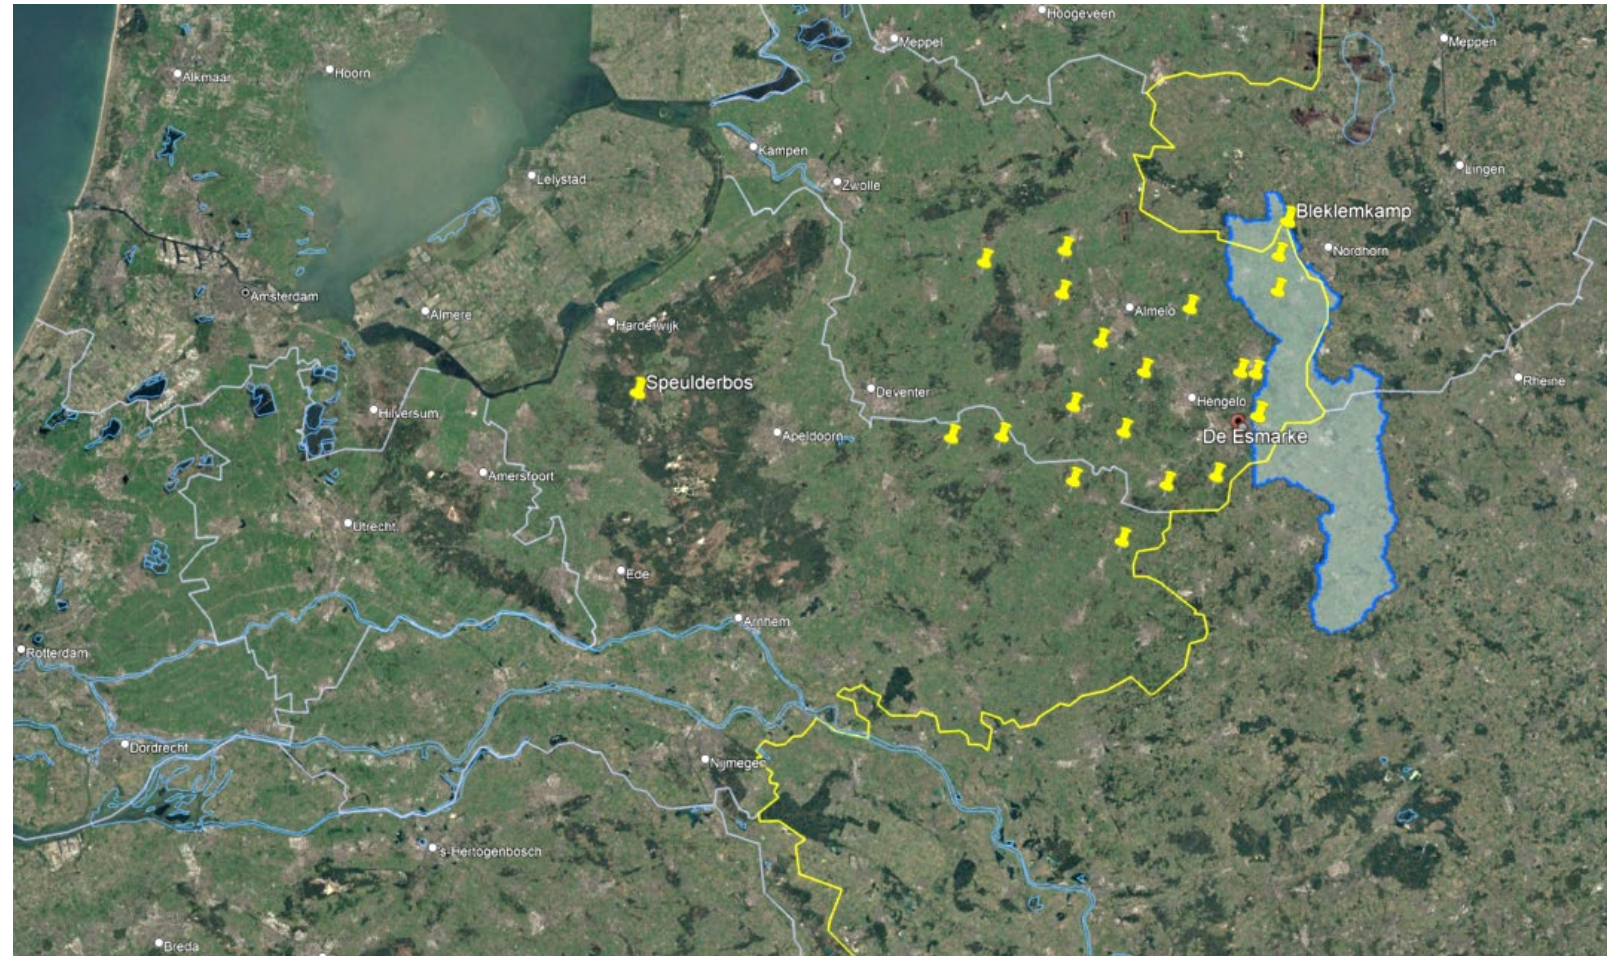 Hoogeveen
Meppel
Meppen
Alkmaar
Hoorn
Kampen
Lelystad
Zwolle
Lingen
Bleklemkamp
Nordhorn
Amsterdam
Almere
Harderwijk
Almelo
Speulderbos
Deventer
Rheine
Hilversum
Hengelo
Apeldoorn
De Esmarke
Amersfoort
Utrecht
Ede
Arnhem
Rotterdam
Dordrecht
Nijmegen
's-Hertogenbosch
Breda